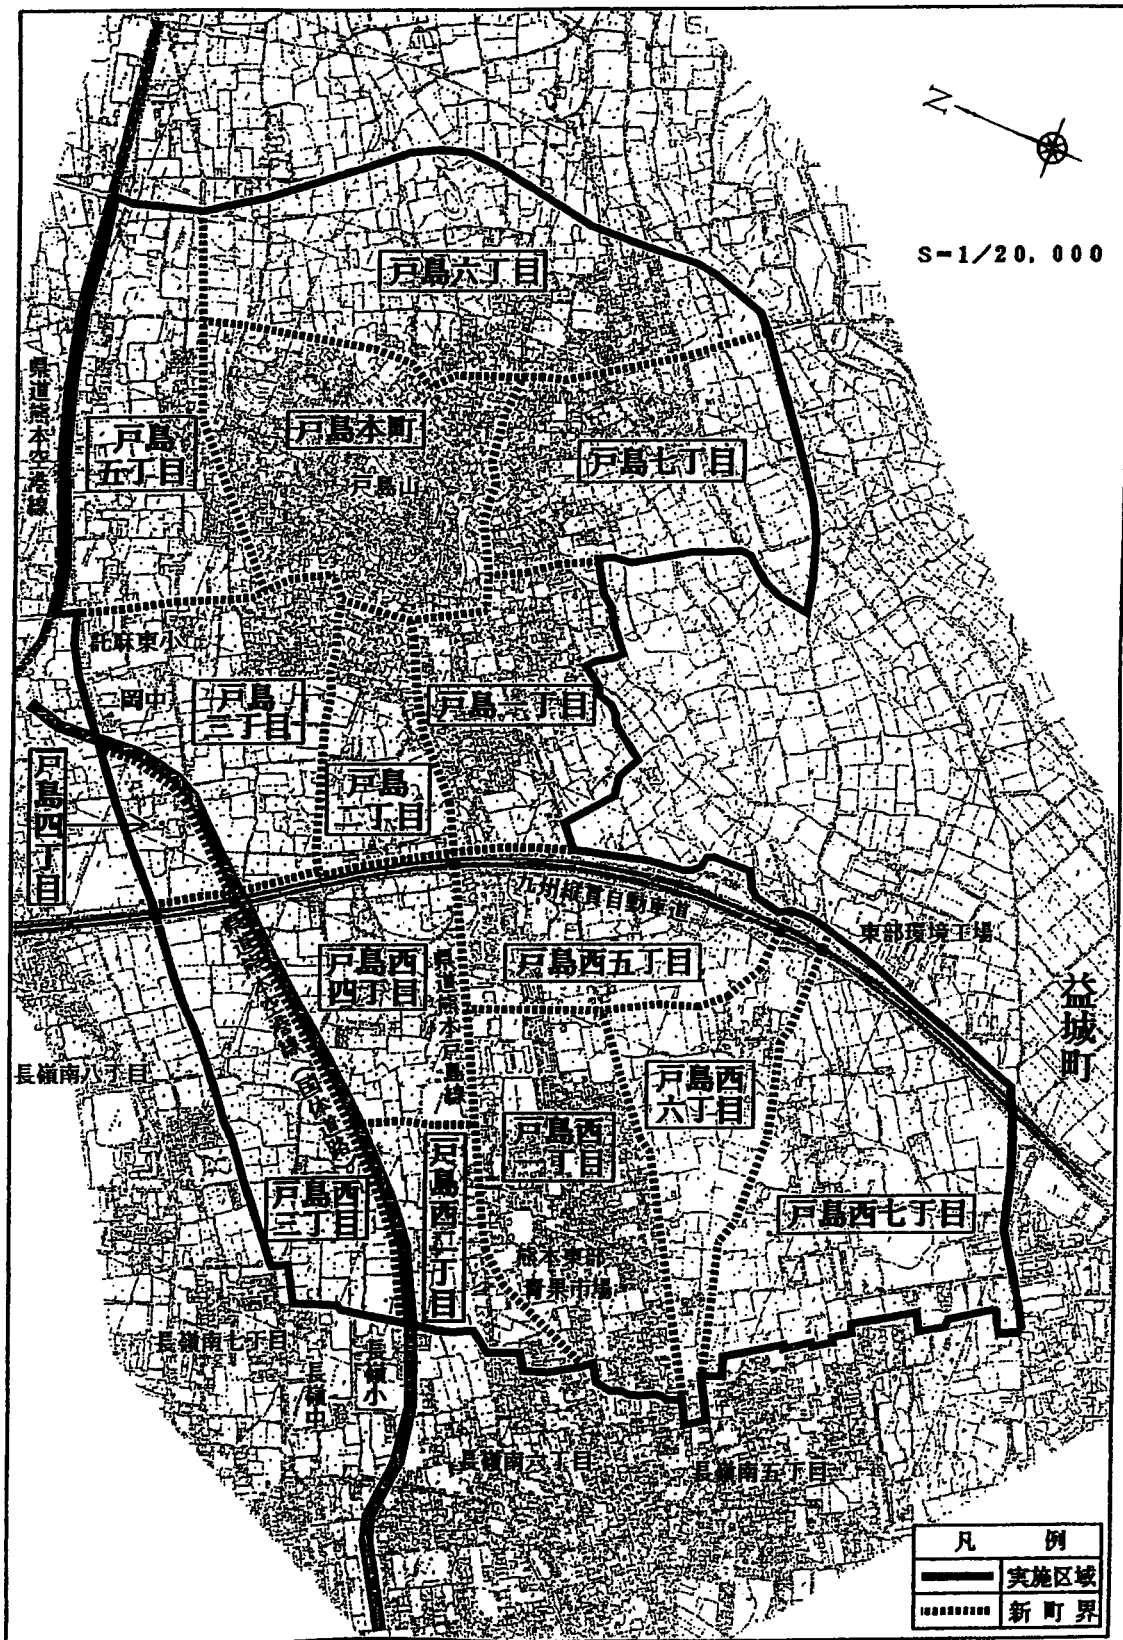 N
S=1/20,000
戸島六丁目
県道熊本空港線
戸島
五丁目
戸島本町
戸島七丁目
戸島山
託麻東小
二岡中
戸島
三丁目
戸島一丁目
戸島
二丁目
戸島四丁目
九州縦貫自動車道
東部環境工場
戸島西
四丁目
県道熊本戸島線
戸島西五丁目
益城町
長嶺南八丁目
戸島西
六丁目
戸島西
一丁目
戸島西二丁目
戸島西
三丁目
戸島西七丁目
熊本東部
青果市場
長嶺南七丁目
長嶺中
長嶺小
長嶺南六丁目
長嶺南五丁目
凡 例
実施区域
新町界